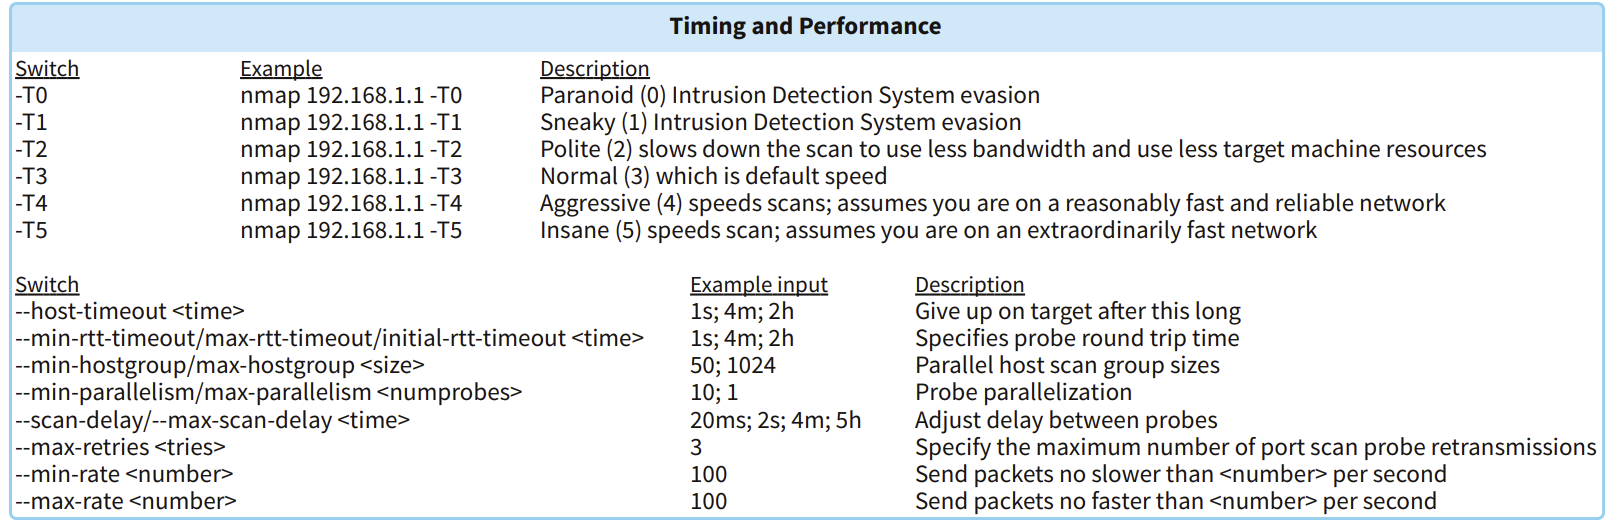 Timing and Performance
Switch Example Description
-T0 nmap 192.168.1.1 -T0 Paranoid (0) Intrusion Detection System evasion
-T1 nmap 192.168.1.1 -T1 Sneaky (1) Intrusion Detection System evasion
-T2 nmap 192.168.1.1 -T2 Polite (2) slows down the scan to use less bandwidth and use less target machine resources
-T3 nmap 192.168.1.1 -T3 Normal (3) which is default speed
-T4 nmap 192.168.1.1 -T4 Aggressive (4) speeds scans; assumes you are on a reasonably fast and reliable network
-T5 nmap 192.168.1.1 -T5 Insane (5) speeds scan; assumes you are on an extraordinarily fast network
Switch Example input Description
--host-timeout <time> 1s; 4m; 2h Give up on target after this long
--min-rtt-timeout/max-rtt-timeout/initial-rtt-timeout <time> 1s; 4m; 2h Specifies probe round trip time
--min-hostgroup/max-hostgroup <size> 50; 1024 Parallel host scan group sizes
--min-parallelism/max-parallelism <numprobes> 10; 1 Probe parallelization
--scan-delay/--max-scan-delay <time> 20ms; 2s; 4m; 5h Adjust delay between probes
--max-retries <tries> 3 Specify the maximum number of port scan probe retransmissions
--min-rate <number> 100 Send packets no slower than <number> per second
--max-rate <number> 100 Send packets no faster than <number> per second